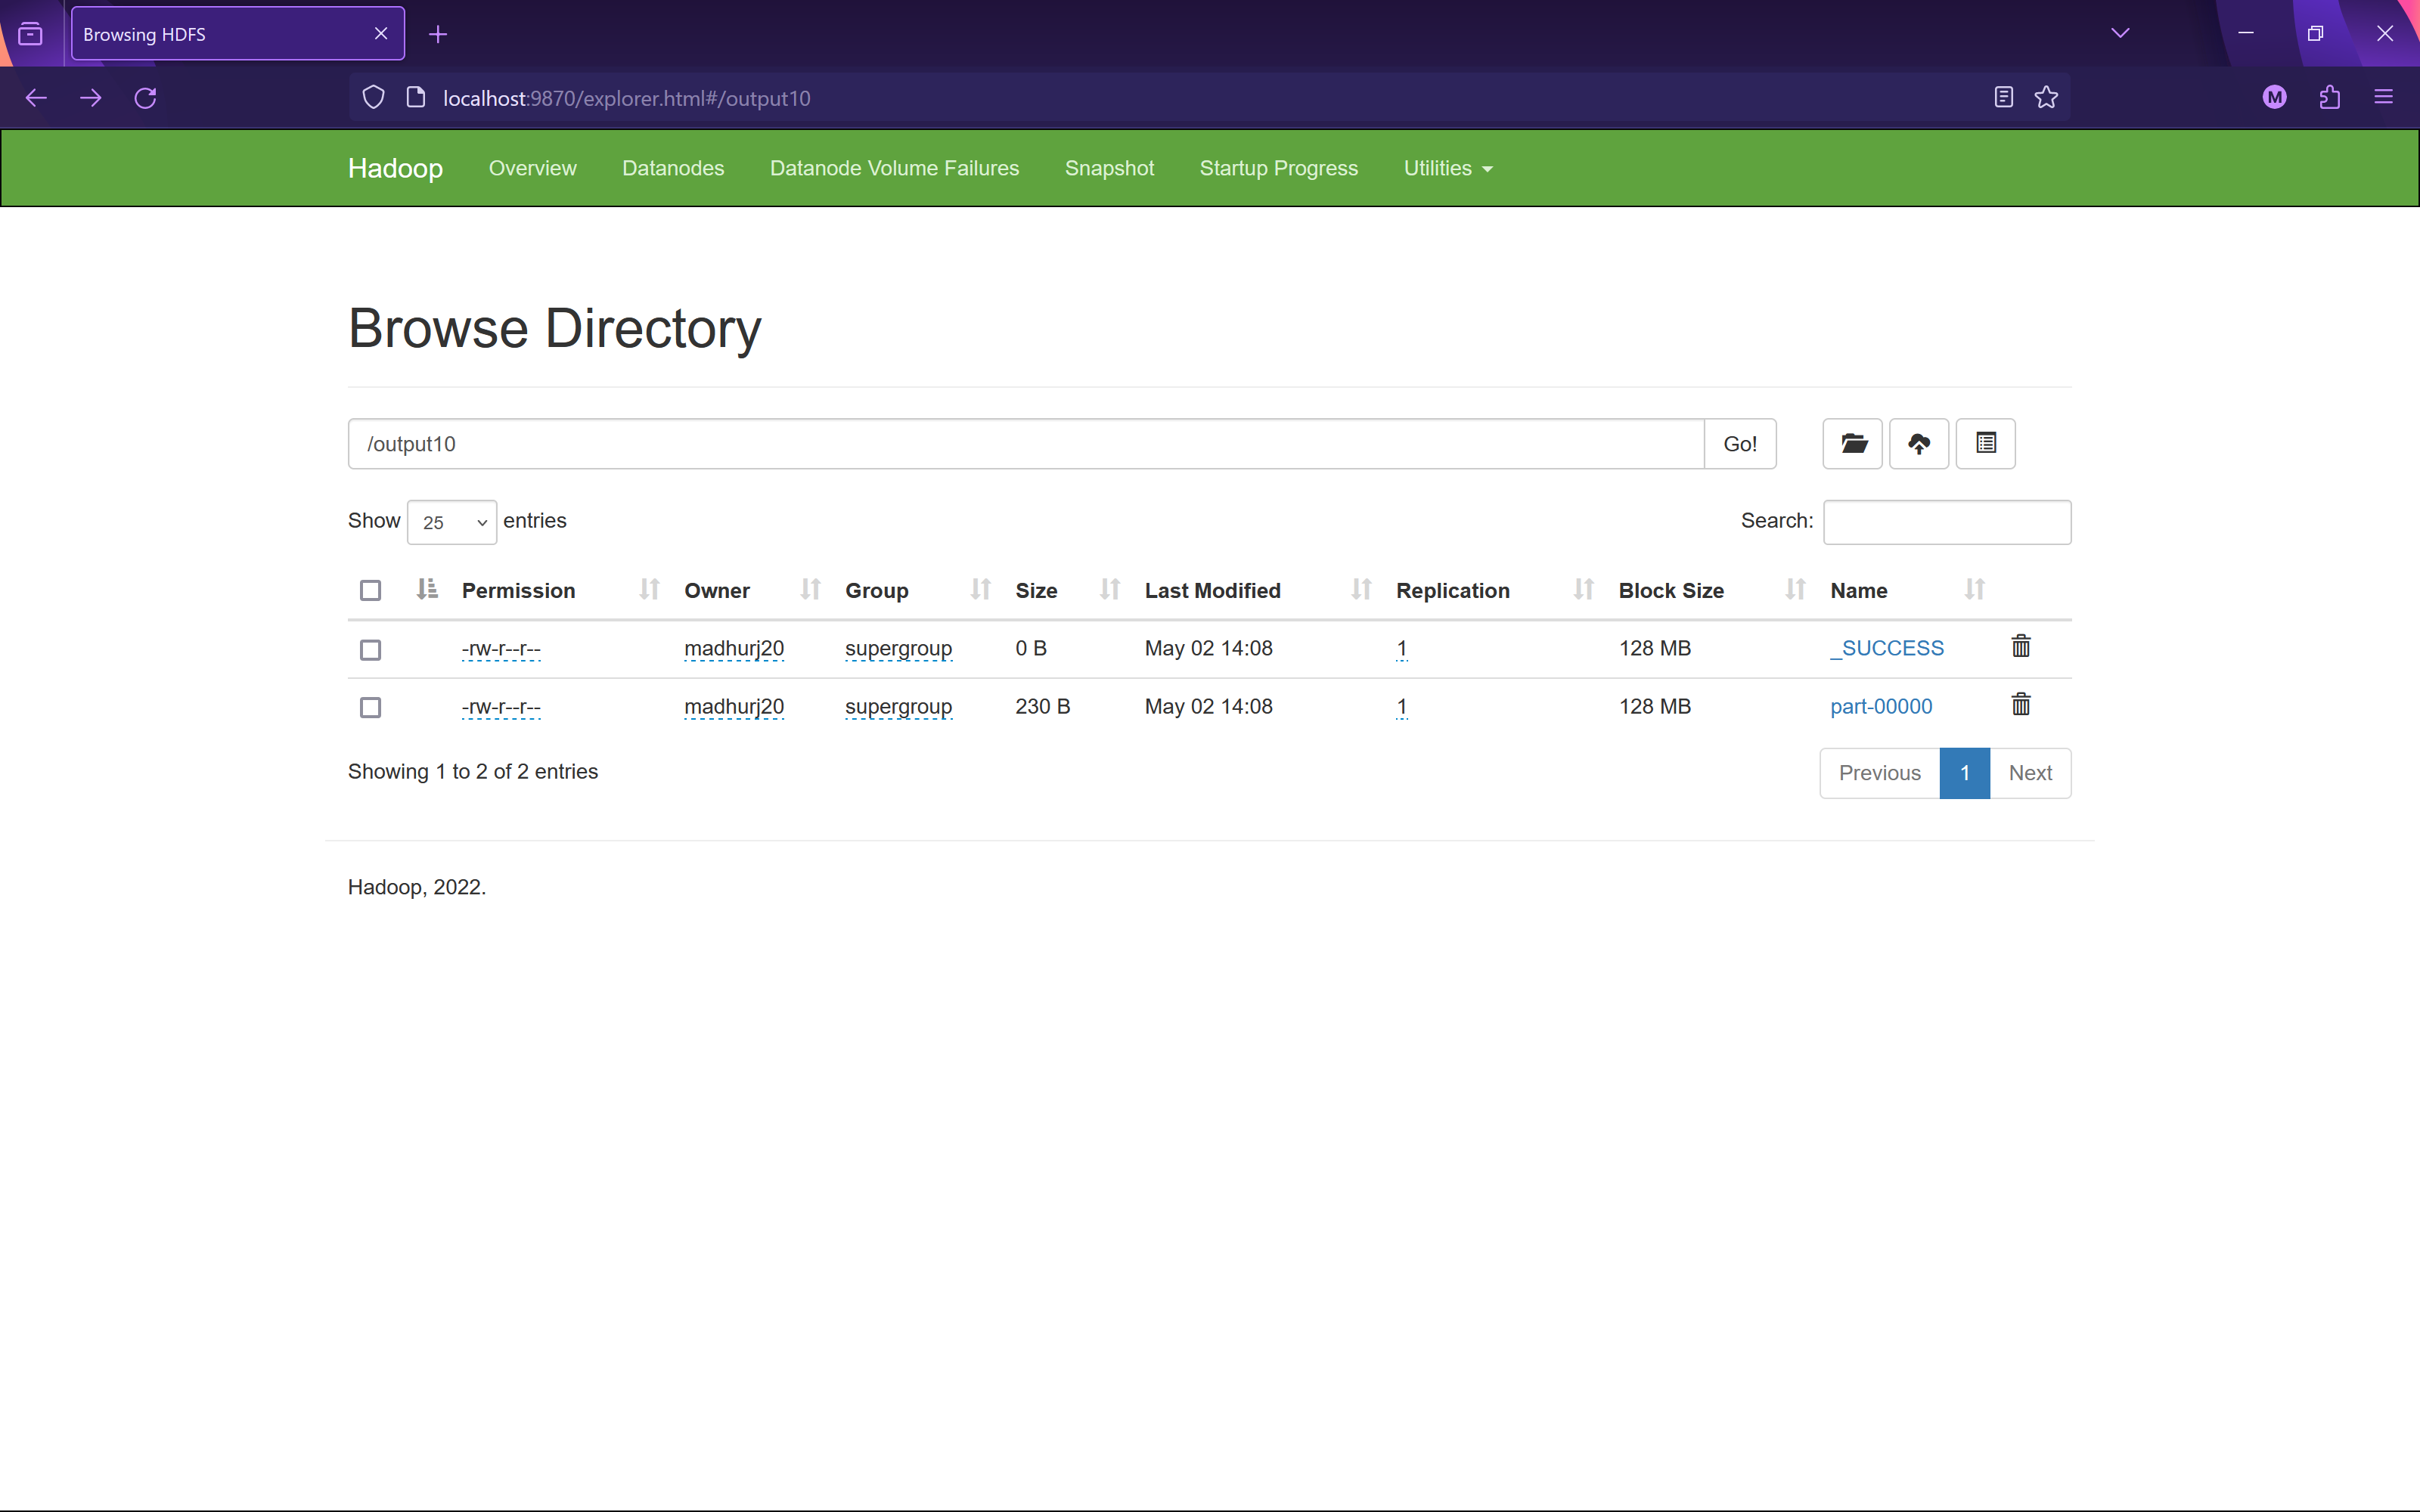 Browsing HDFS
localhost:9870/explorer.html#/output10
M
Hadoop Overview Datanodes Datanode Volume Failures Snapshot Startup Progress Utilities
Browse Directory
/output10 Go!
Show 25 entries Search:
Permission Owner Group Size Last Modified Replication Block Size Name
-rw-r--r-- madhurj20 supergroup 0 B May 02 14:08 1 128 MB _SUCCESS
-rw-r--r-- madhurj20 supergroup 230 B May 02 14:08 1 128 MB part-00000
Showing 1 to 2 of 2 entries Previous 1 Next
Hadoop, 2022.